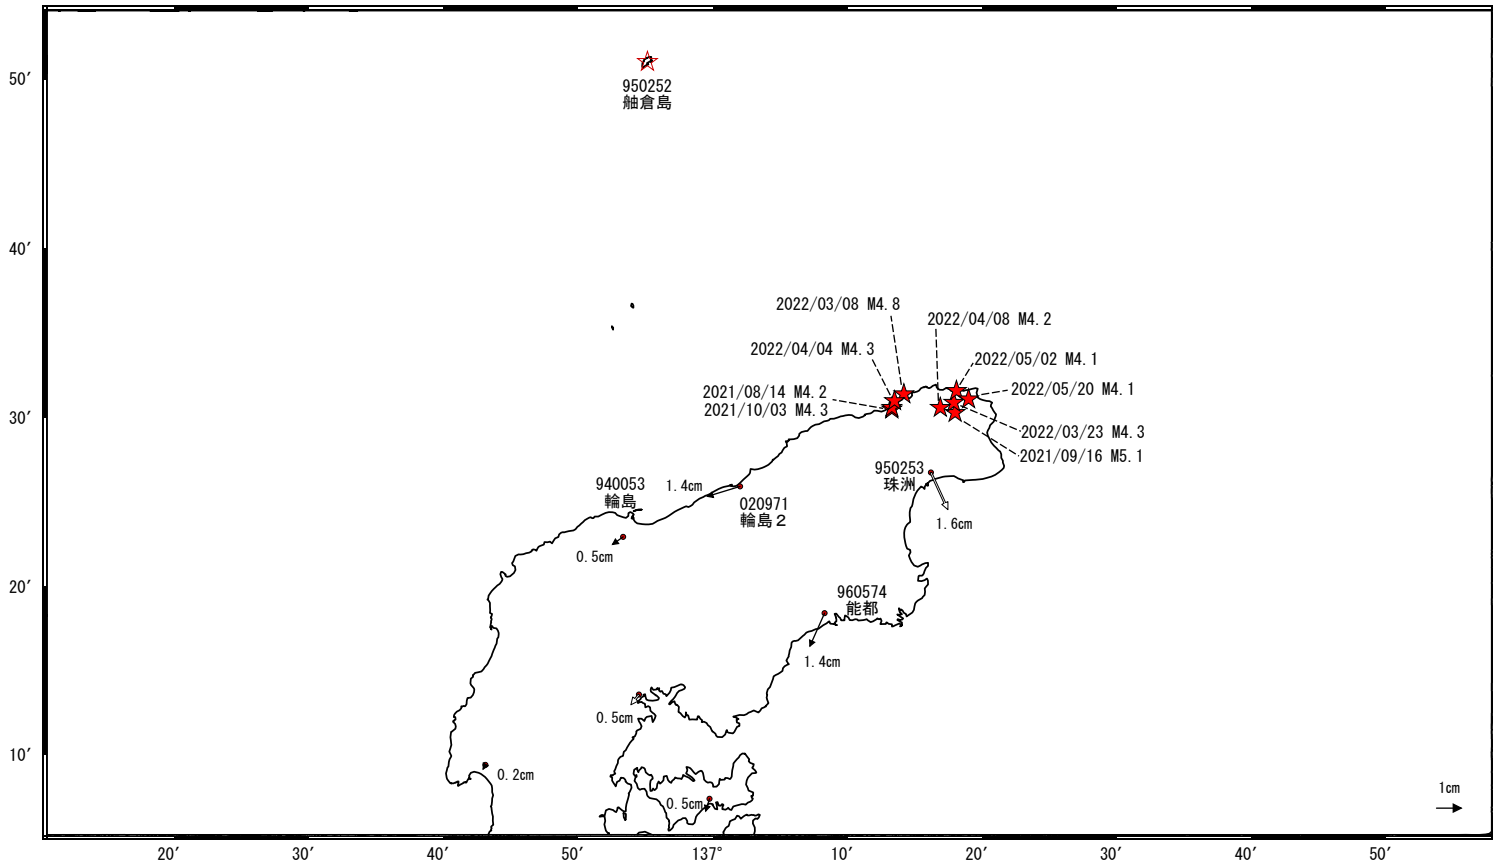 50′
950252
舳倉島
40′
2022/03/08 M4.8
2022/04/08 M4.2
2022/04/04 M4.3
2022/05/02 M4.1
2021/08/14 M4.2
2022/05/20 M4.1
2021/10/03 M4.3
30′
2022/03/23 M4.3
2021/09/16 M5.1
950253
珠洲
940053
輪島
1.4cm
020971
輪島２
1.6cm
0.5cm
20′
960574
能都
1.4cm
0.5cm
10′
0.2cm
0.5cm
1cm
20′ 30′ 40′ 50′ 137° 10′ 20′ 30′ 40′ 50′